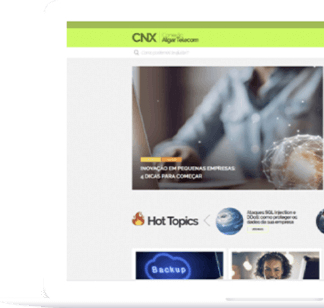 CNX
Algar Telecom
INOVAÇÃO EM PEQUENAS EMPRESAS:
4 DICAS PARA COMEÇAR
Hot Topics
Ataques SQL Injection e
DDoS: como proteger os
dados da sua empresa
Backup